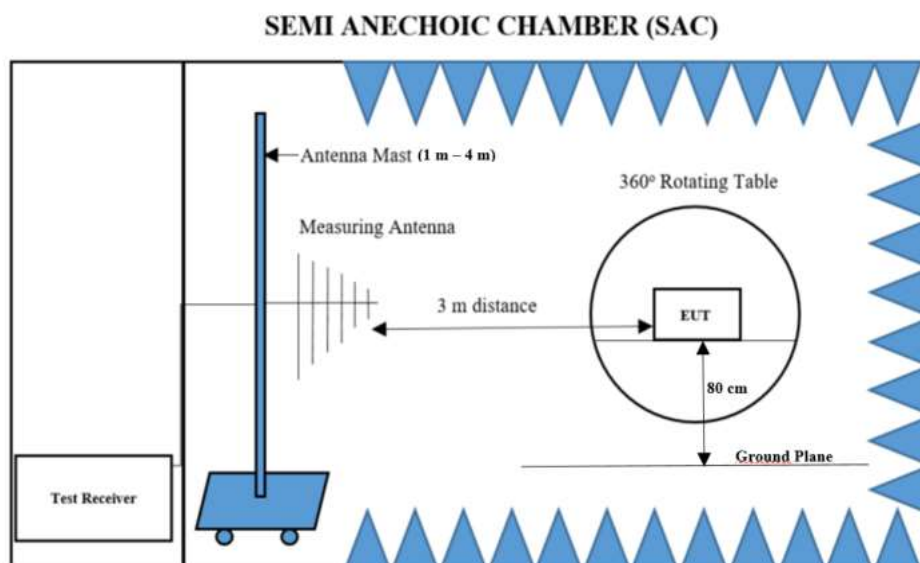 SEMI ANECHOIC CHAMBER (SAC)
Antenna Mast (1 m – 4 m)
360º Rotating Table
Measuring Antenna
3 m distance
EUT
80 cm
Ground Plane
Test Receiver